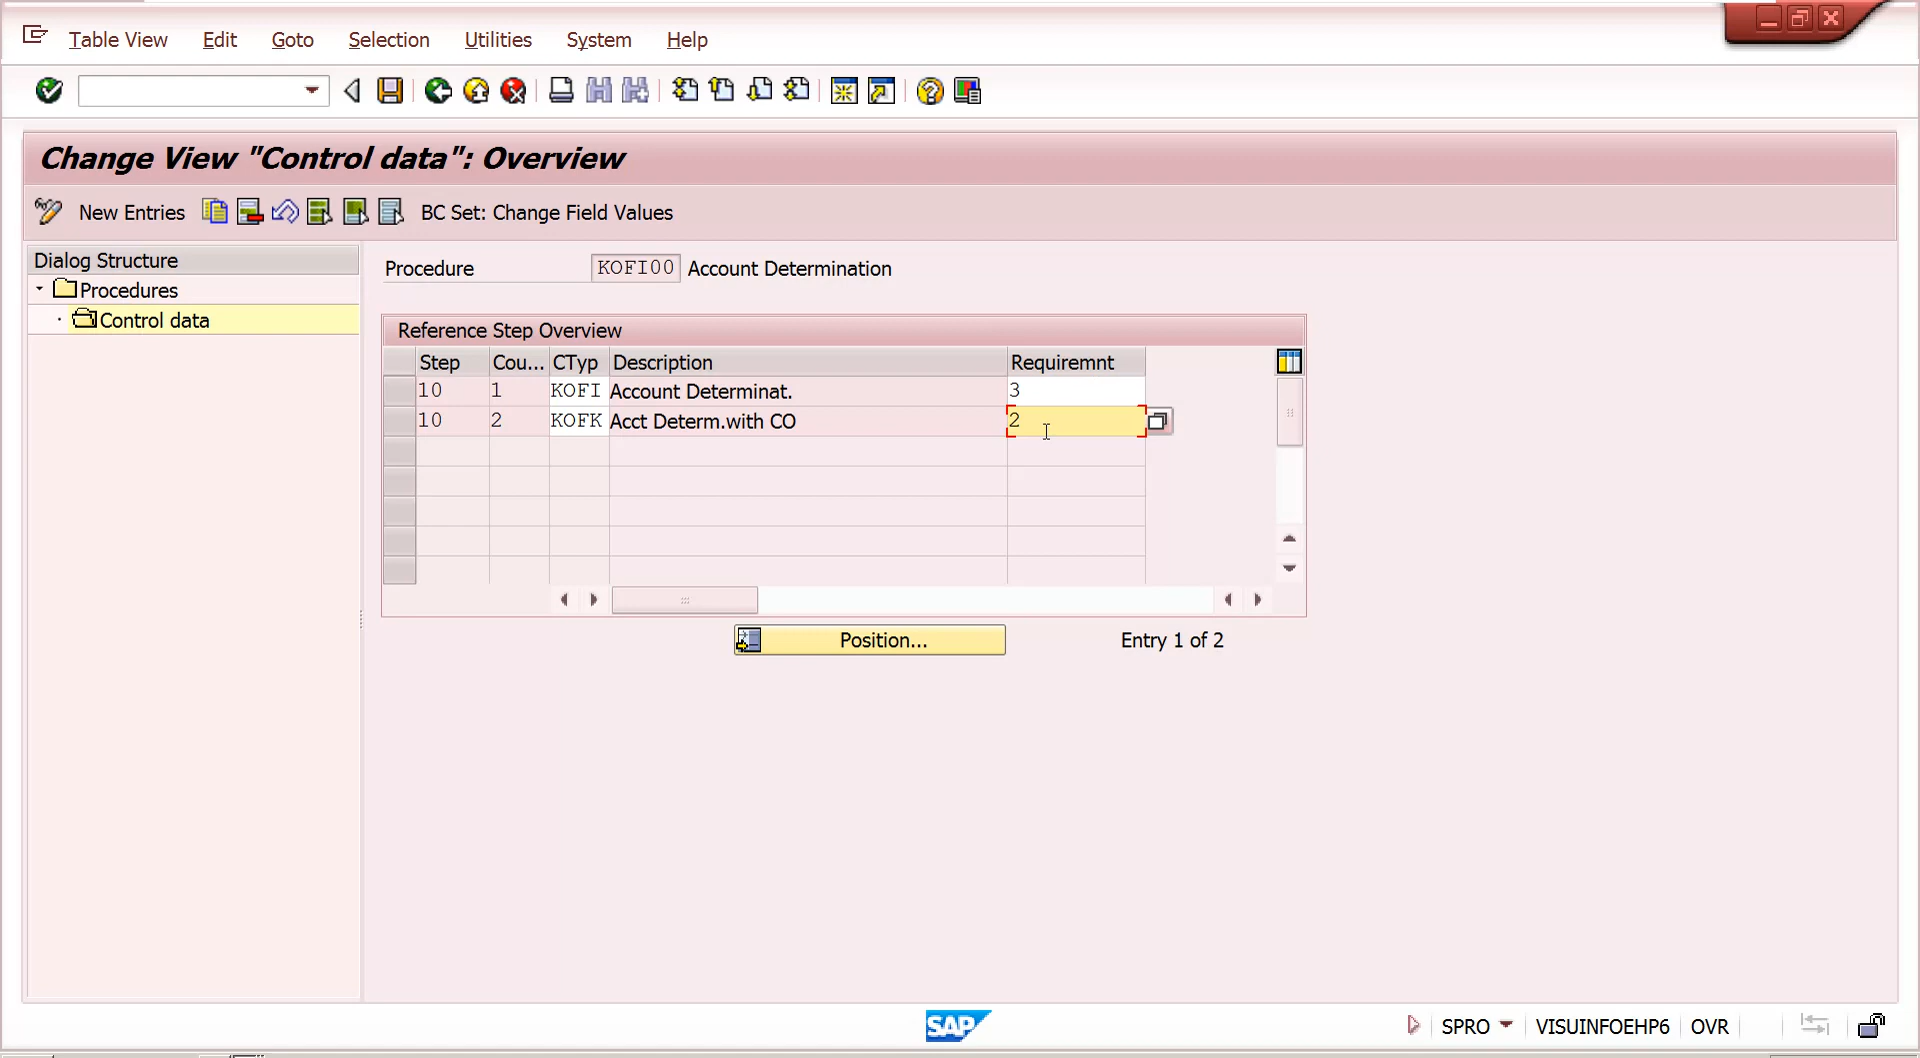 Table View Edit Goto Selection Utilities System Help
Change View "Control data": Overview
New Entries BC Set: Change Field Values
Dialog Structure
Procedures
Control data
Procedure KOFI00 Account Determination
Reference Step Overview
Step Cou... CTyp Description Requiremnt
10 1 KOFI Account Determinat. 3
10 2 KOFK Acct Determ.with CO 2
Position... Entry 1 of 2
SAP SPRO VISUINFOEHP6 OVR